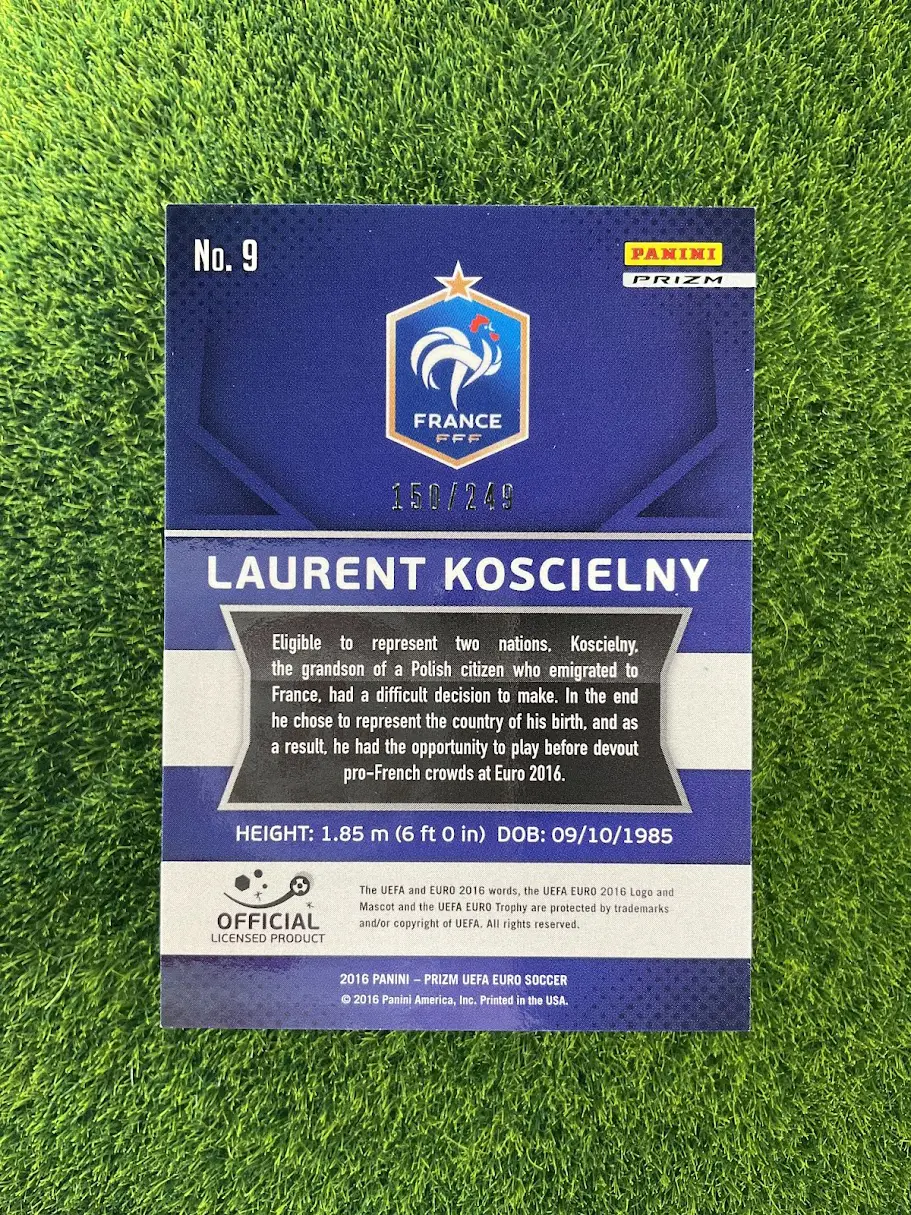 No. 9
PANINI
PRIZM
FRANCE
FFF
150/249
LAURENT KOSCIELNY
Eligible to represent two nations, Koscielny,
the grandson of a Polish citizen who emigrated to
France, had a difficult decision to make. In the end
he chose to represent the country of his birth, and as
a result, he had the opportunity to play before devout
pro-French crowds at Euro 2016.
HEIGHT: 1.85 m (6 ft 0 in) DOB: 09/10/1985
OFFICIAL
LICENSED PRODUCT
The UEFA and EURO 2016 words, the UEFA EURO 2016 Logo and
Mascot and the UEFA EURO Trophy are protected by trademarks
and/or copyright of UEFA. All rights reserved.
2016 PANINI – PRIZM UEFA EURO SOCCER
© 2016 Panini America, Inc. Printed in the USA.